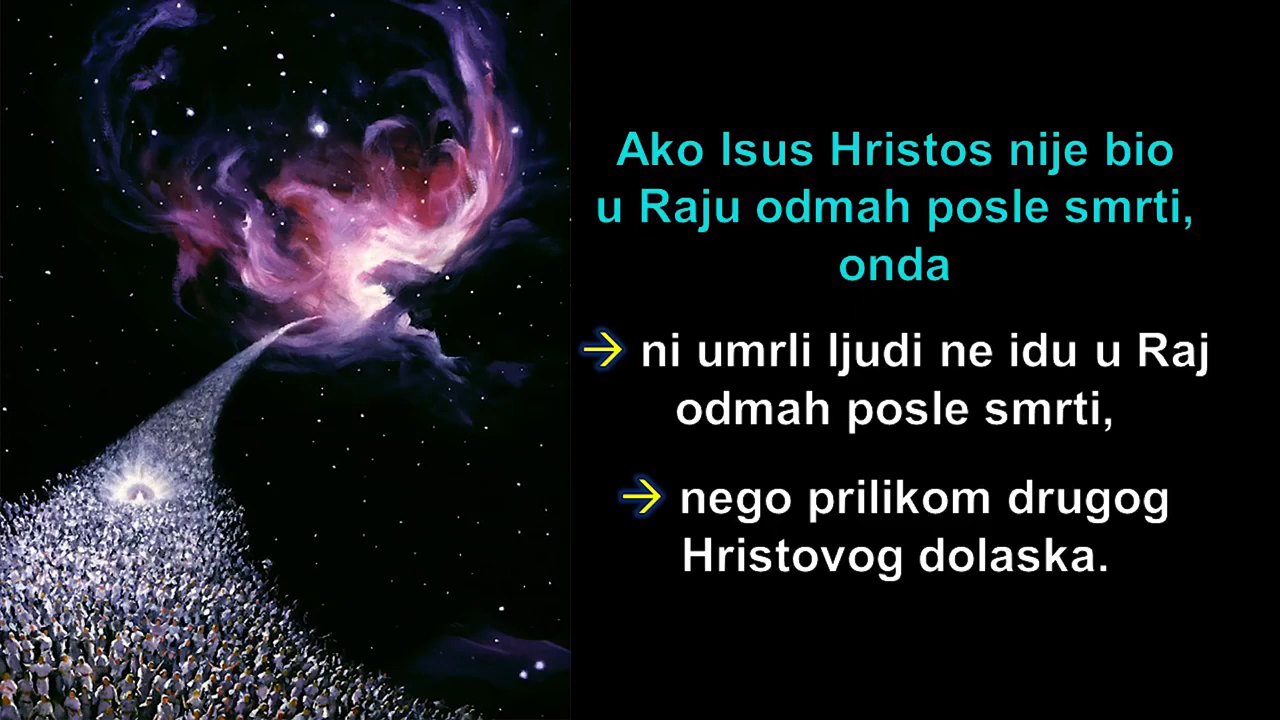 Ako Isus Hristos nije bio
u Raju odmah posle smrti,
onda
→ ni umrli ljudi ne idu u Raj
odmah posle smrti,
→ nego prilikom drugog
Hristovog dolaska.